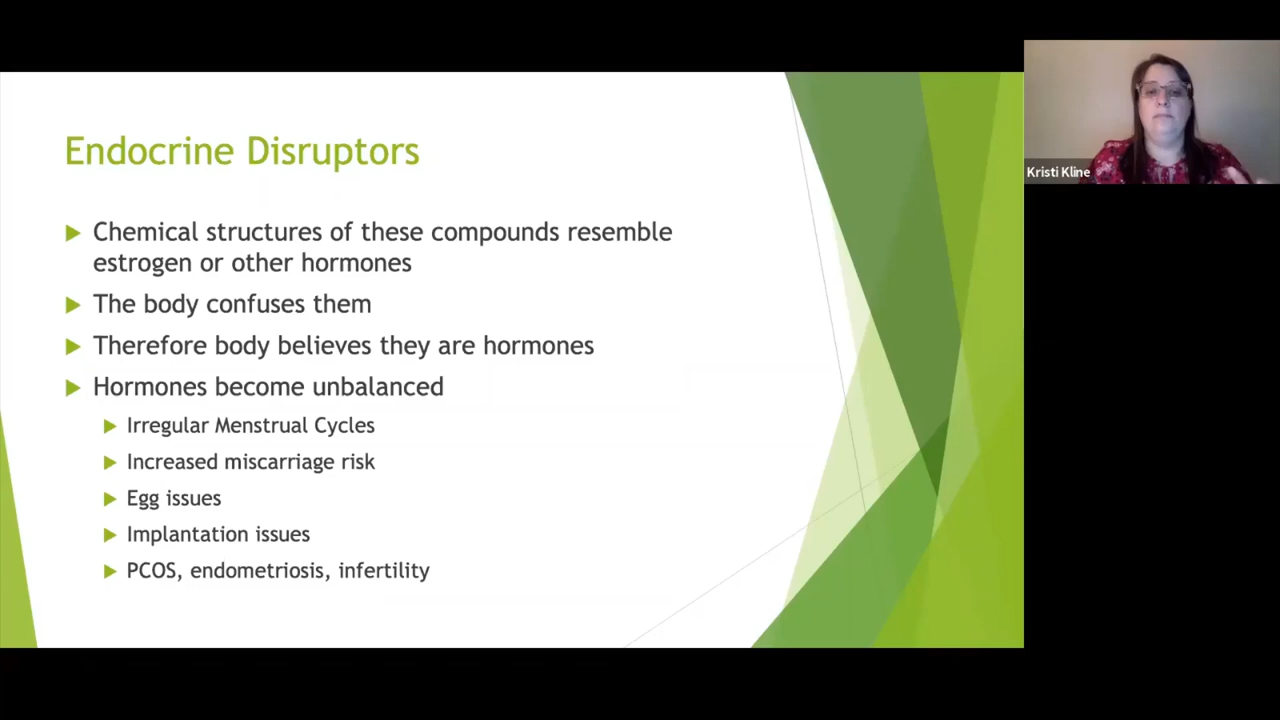 Endocrine Disruptors
Chemical structures of these compounds resemble
estrogen or other hormones
The body confuses them
Therefore body believes they are hormones
Hormones become unbalanced
Irregular Menstrual Cycles
Increased miscarriage risk
Egg issues
Implantation issues
PCOS, endometriosis, infertility
Kristi Kline